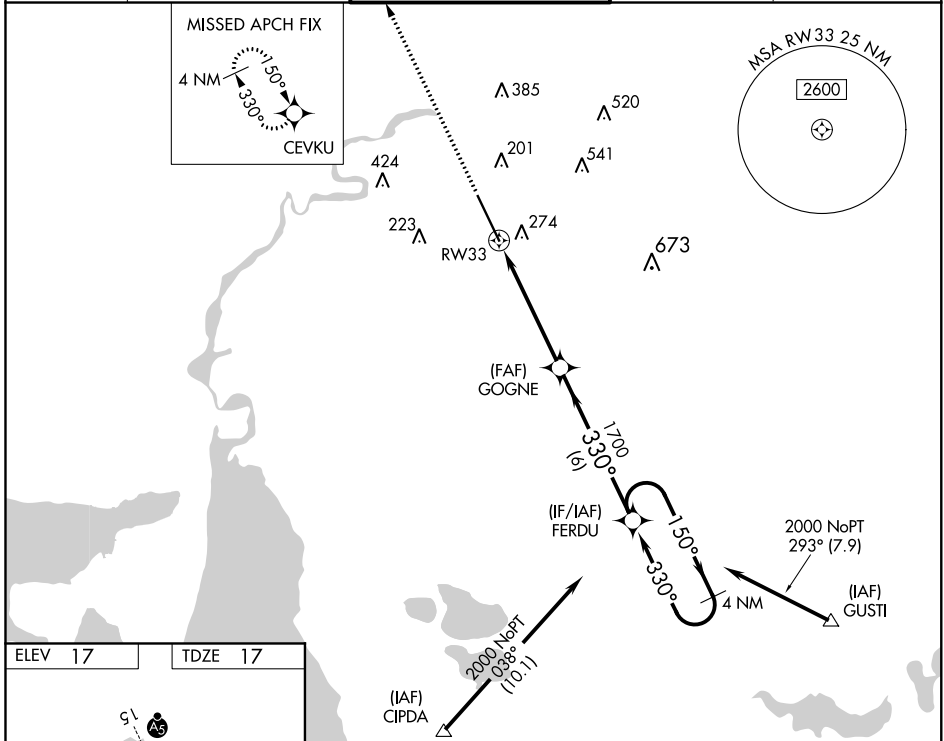 MISSED APCH FIX
4 NM
150°
330°
CEVKU
MSA RW33 25 NM
2600
385
520
201
541
424
223
274
RW33
673
(FAF)
GOGNE
1700
330°
(6)
(IF/IAF)
FERDU
150°
330°
4 NM
2000 NoPT
293° (7.9)
(IAF)
GUSTI
2000 NoPT
038°
(10.1)
(IAF)
CIPDA
ELEV 17
TDZE 17
15
A5